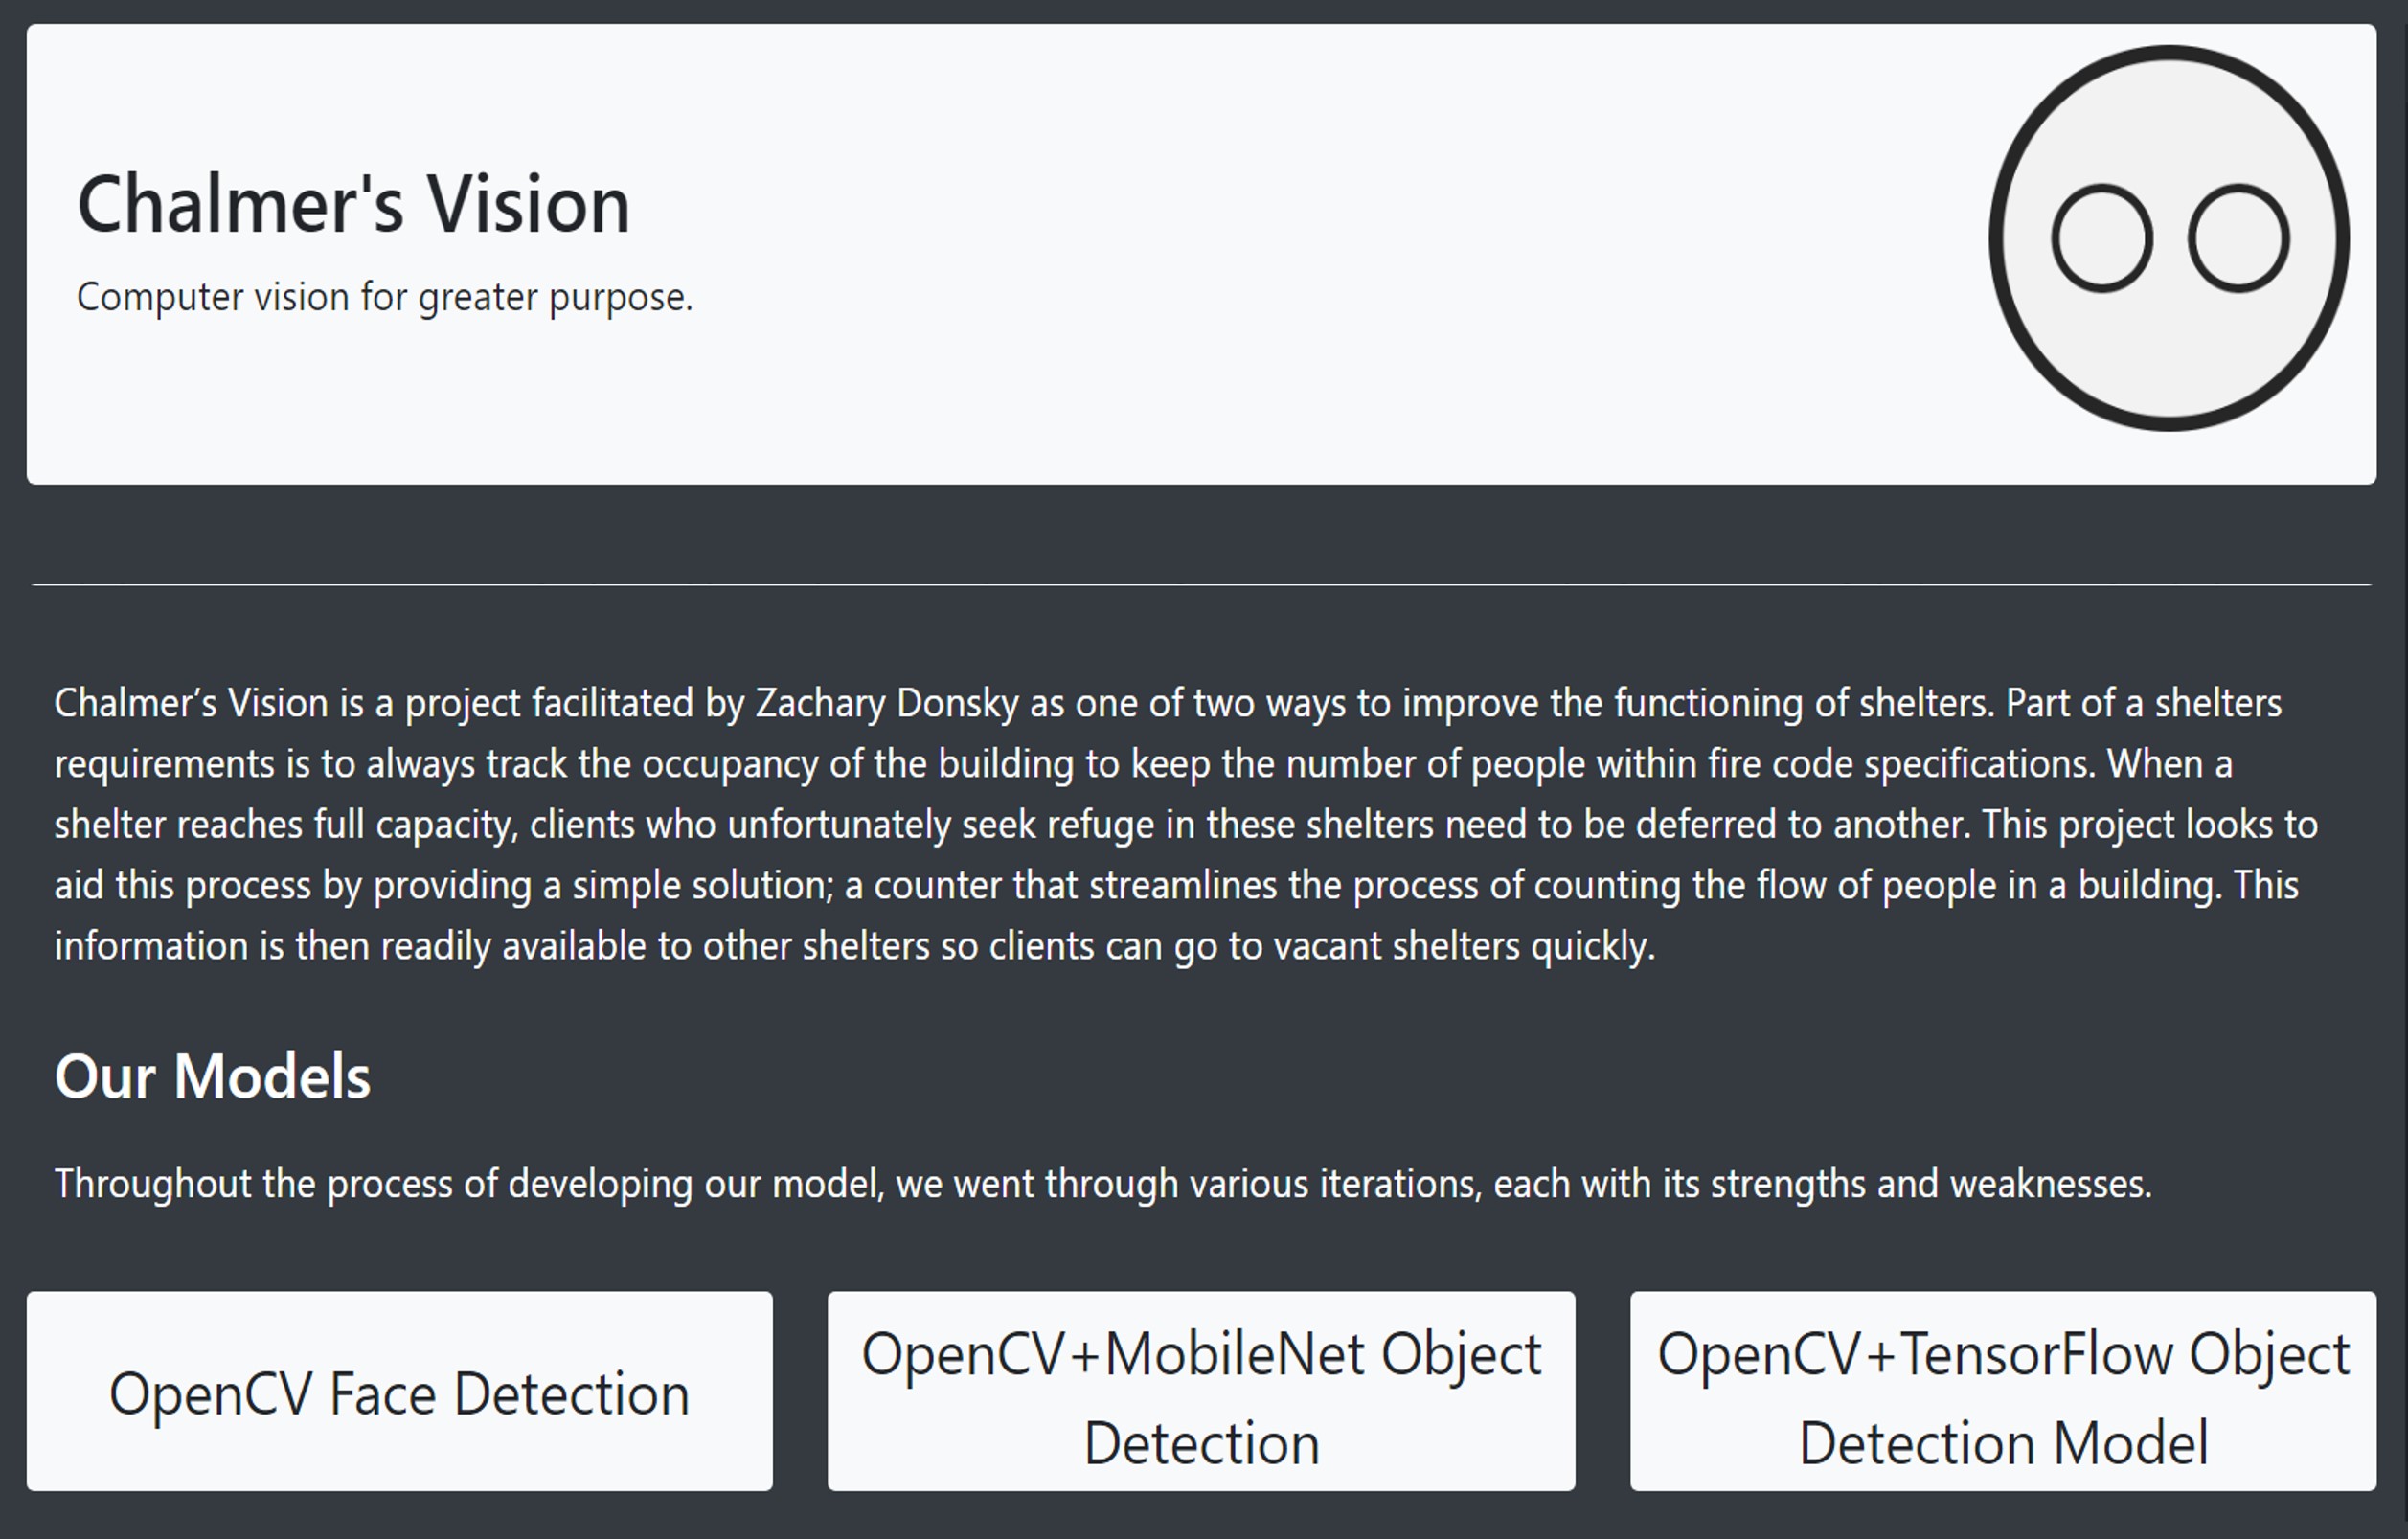 Chalmer's Vision
Computer vision for greater purpose.
Chalmer’s Vision is a project facilitated by Zachary Donsky as one of two ways to improve the functioning of shelters. Part of a shelters
requirements is to always track the occupancy of the building to keep the number of people within fire code specifications. When a
shelter reaches full capacity, clients who unfortunately seek refuge in these shelters need to be deferred to another. This project looks to
aid this process by providing a simple solution; a counter that streamlines the process of counting the flow of people in a building. This
information is then readily available to other shelters so clients can go to vacant shelters quickly.
Our Models
Throughout the process of developing our model, we went through various iterations, each with its strengths and weaknesses.
OpenCV Face Detection
OpenCV+MobileNet Object
Detection
OpenCV+TensorFlow Object
Detection Model